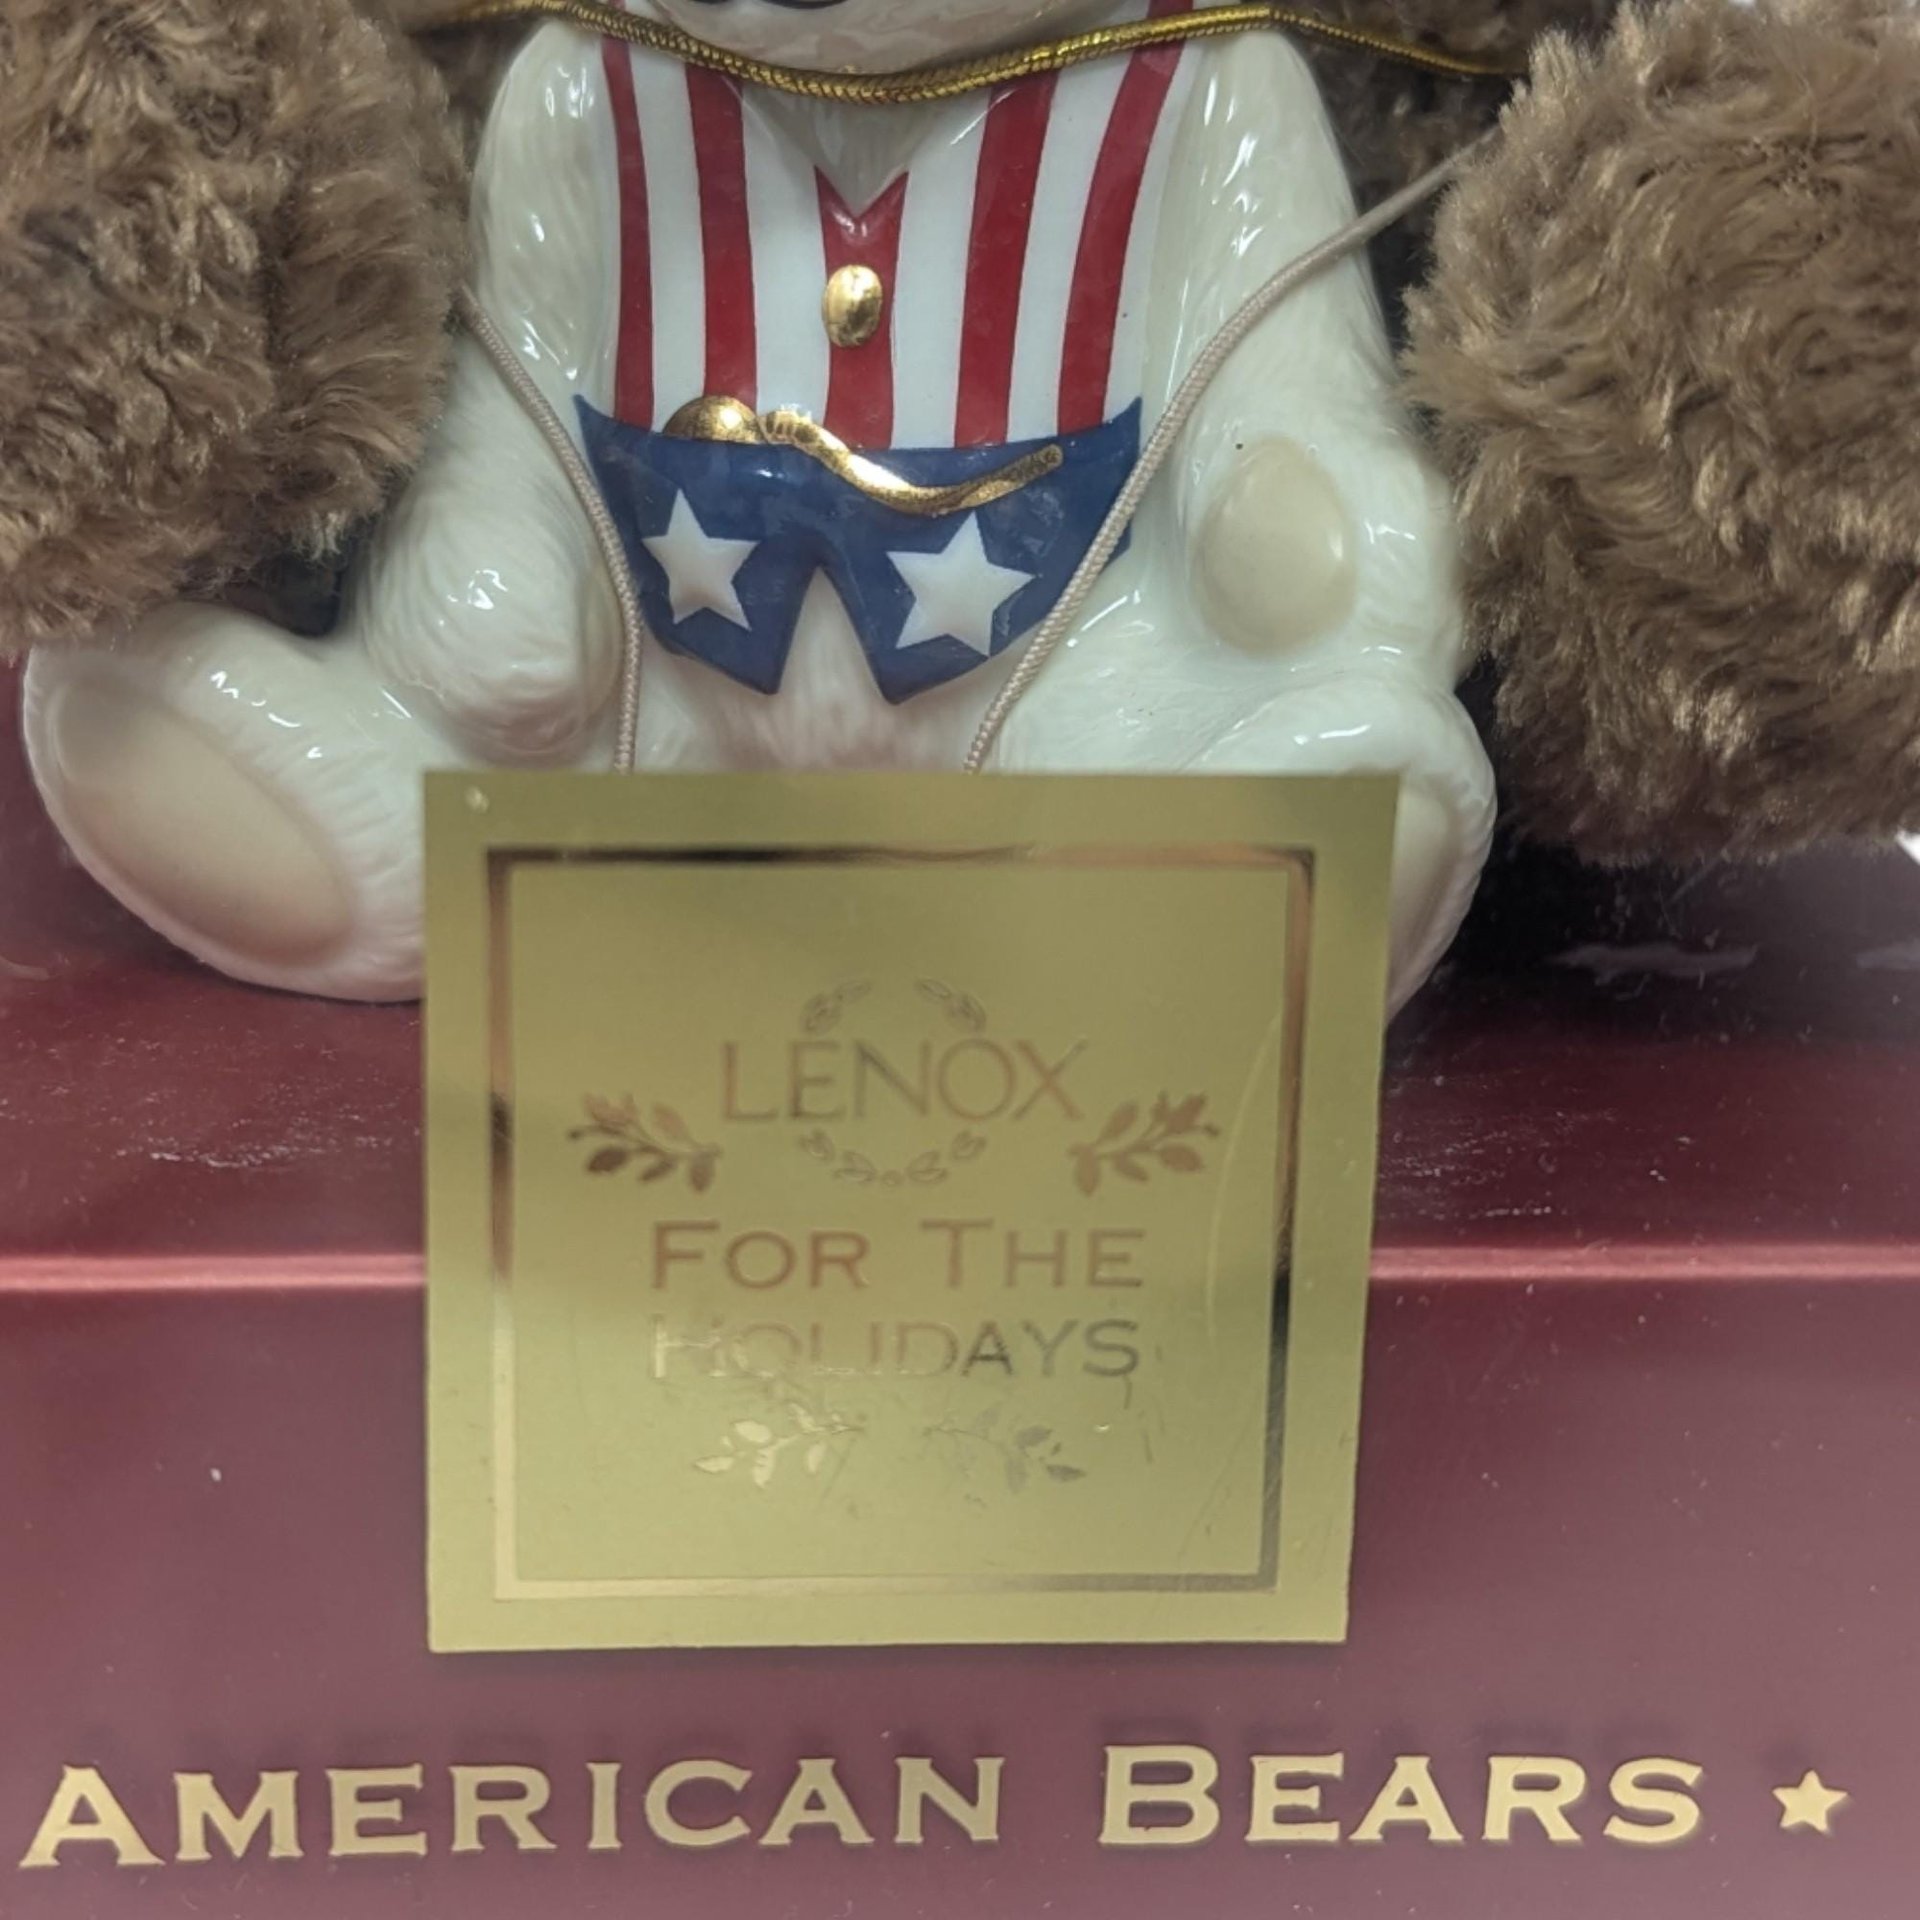 LENOX
FOR THE
HOLIDAYS
AMERICAN BEARS ★